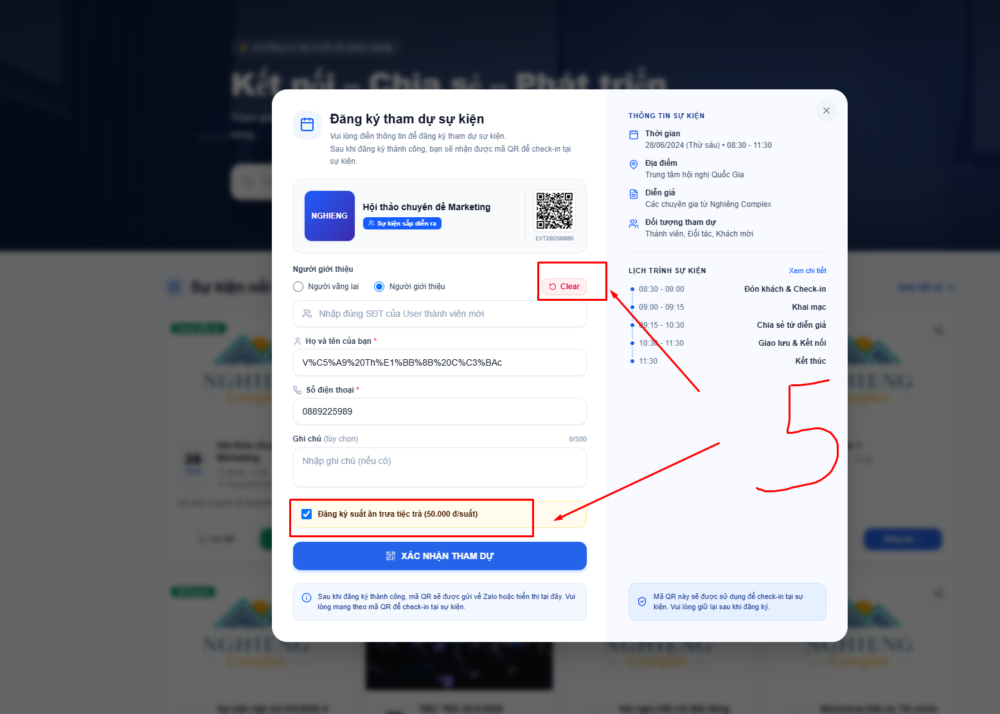 Kết nối – Chia sẻ – Phát triển
Đăng ký tham dự sự kiện
Vui lòng điền thông tin để đăng ký tham dự sự kiện.
Sau khi đăng ký thành công, bạn sẽ nhận được mã QR để check-in tại
sự kiện.
NGHIENG
Hội thảo chuyên đề Marketing
Sự kiện sắp diễn ra
EVT20260006
Người giới thiệu
Người vãng lai
Người giới thiệu
Clear
Nhập đúng SĐT của User thành viên mời
Họ và tên của bạn *
V%C5%A9%20Th%E1%BB%8B%20C%C3%BAc
Số điện thoại *
0889225989
Ghi chú (tùy chọn)
0/500
Nhập ghi chú (nếu có)
Đăng ký suất ăn trưa tiệc trà (50.000 đ/suất)
XÁC NHẬN THAM DỰ
Sau khi đăng ký thành công, mã QR sẽ được gửi về Zalo hoặc hiển thị tại đây. Vui
lòng mang theo mã QR để check-in tại sự kiện.
THÔNG TIN SỰ KIỆN
Thời gian
28/06/2024 (Thứ sáu) • 08:30 - 11:30
Địa điểm
Trung tâm hội nghị Quốc Gia
Diễn giả
Các chuyên gia từ Nghiêng Complex
Đối tượng tham dự
Thành viên, Đối tác, Khách mời
LỊCH TRÌNH SỰ KIỆN
Xem chi tiết
08:30 - 09:00 Đón khách & Check-in
09:00 - 09:15 Khai mạc
09:15 - 10:30 Chia sẻ từ diễn giả
10:30 - 11:30 Giao lưu & Kết nối
11:30 Kết thúc
5
Mã QR này sẽ được sử dụng để check-in tại sự
kiện. Vui lòng giữ lại sau khi đăng ký.
NGHIENG
Complex
NGHIENG
Complex
NGHIENG
Complex